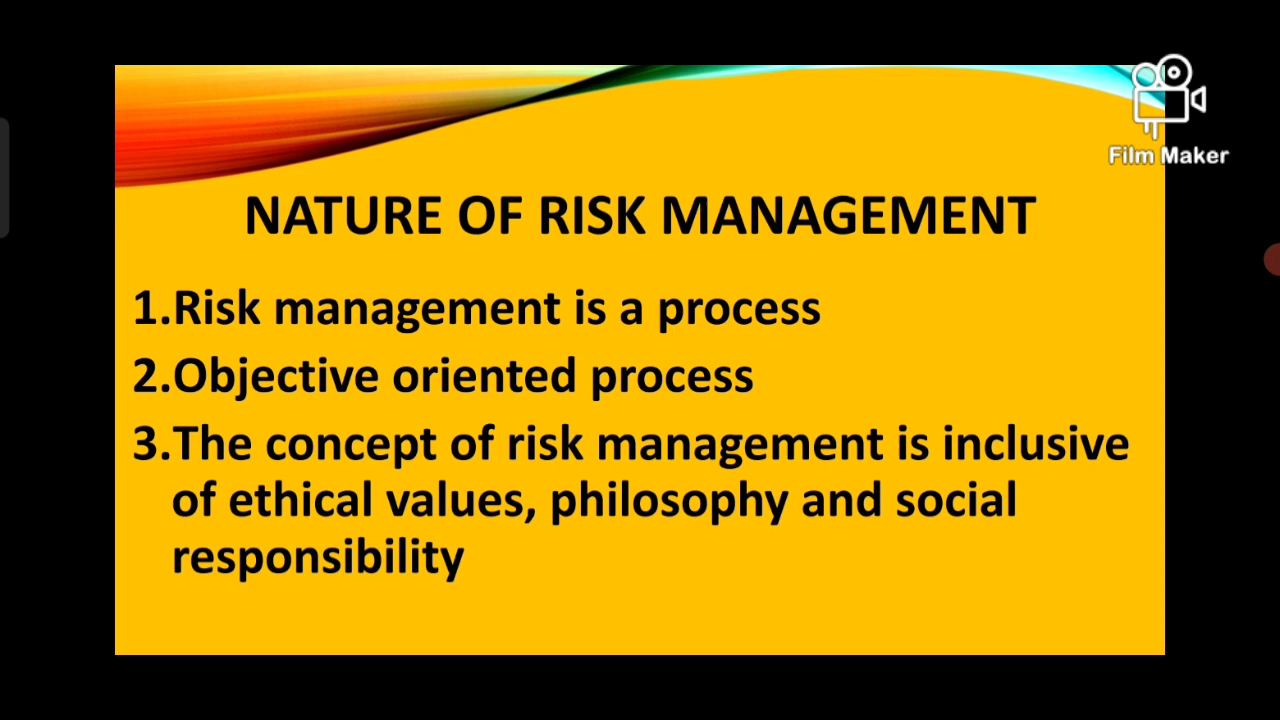 Film Maker
NATURE OF RISK MANAGEMENT
1.Risk management is a process
2.Objective oriented process
3.The concept of risk management is inclusive
of ethical values, philosophy and social
responsibility